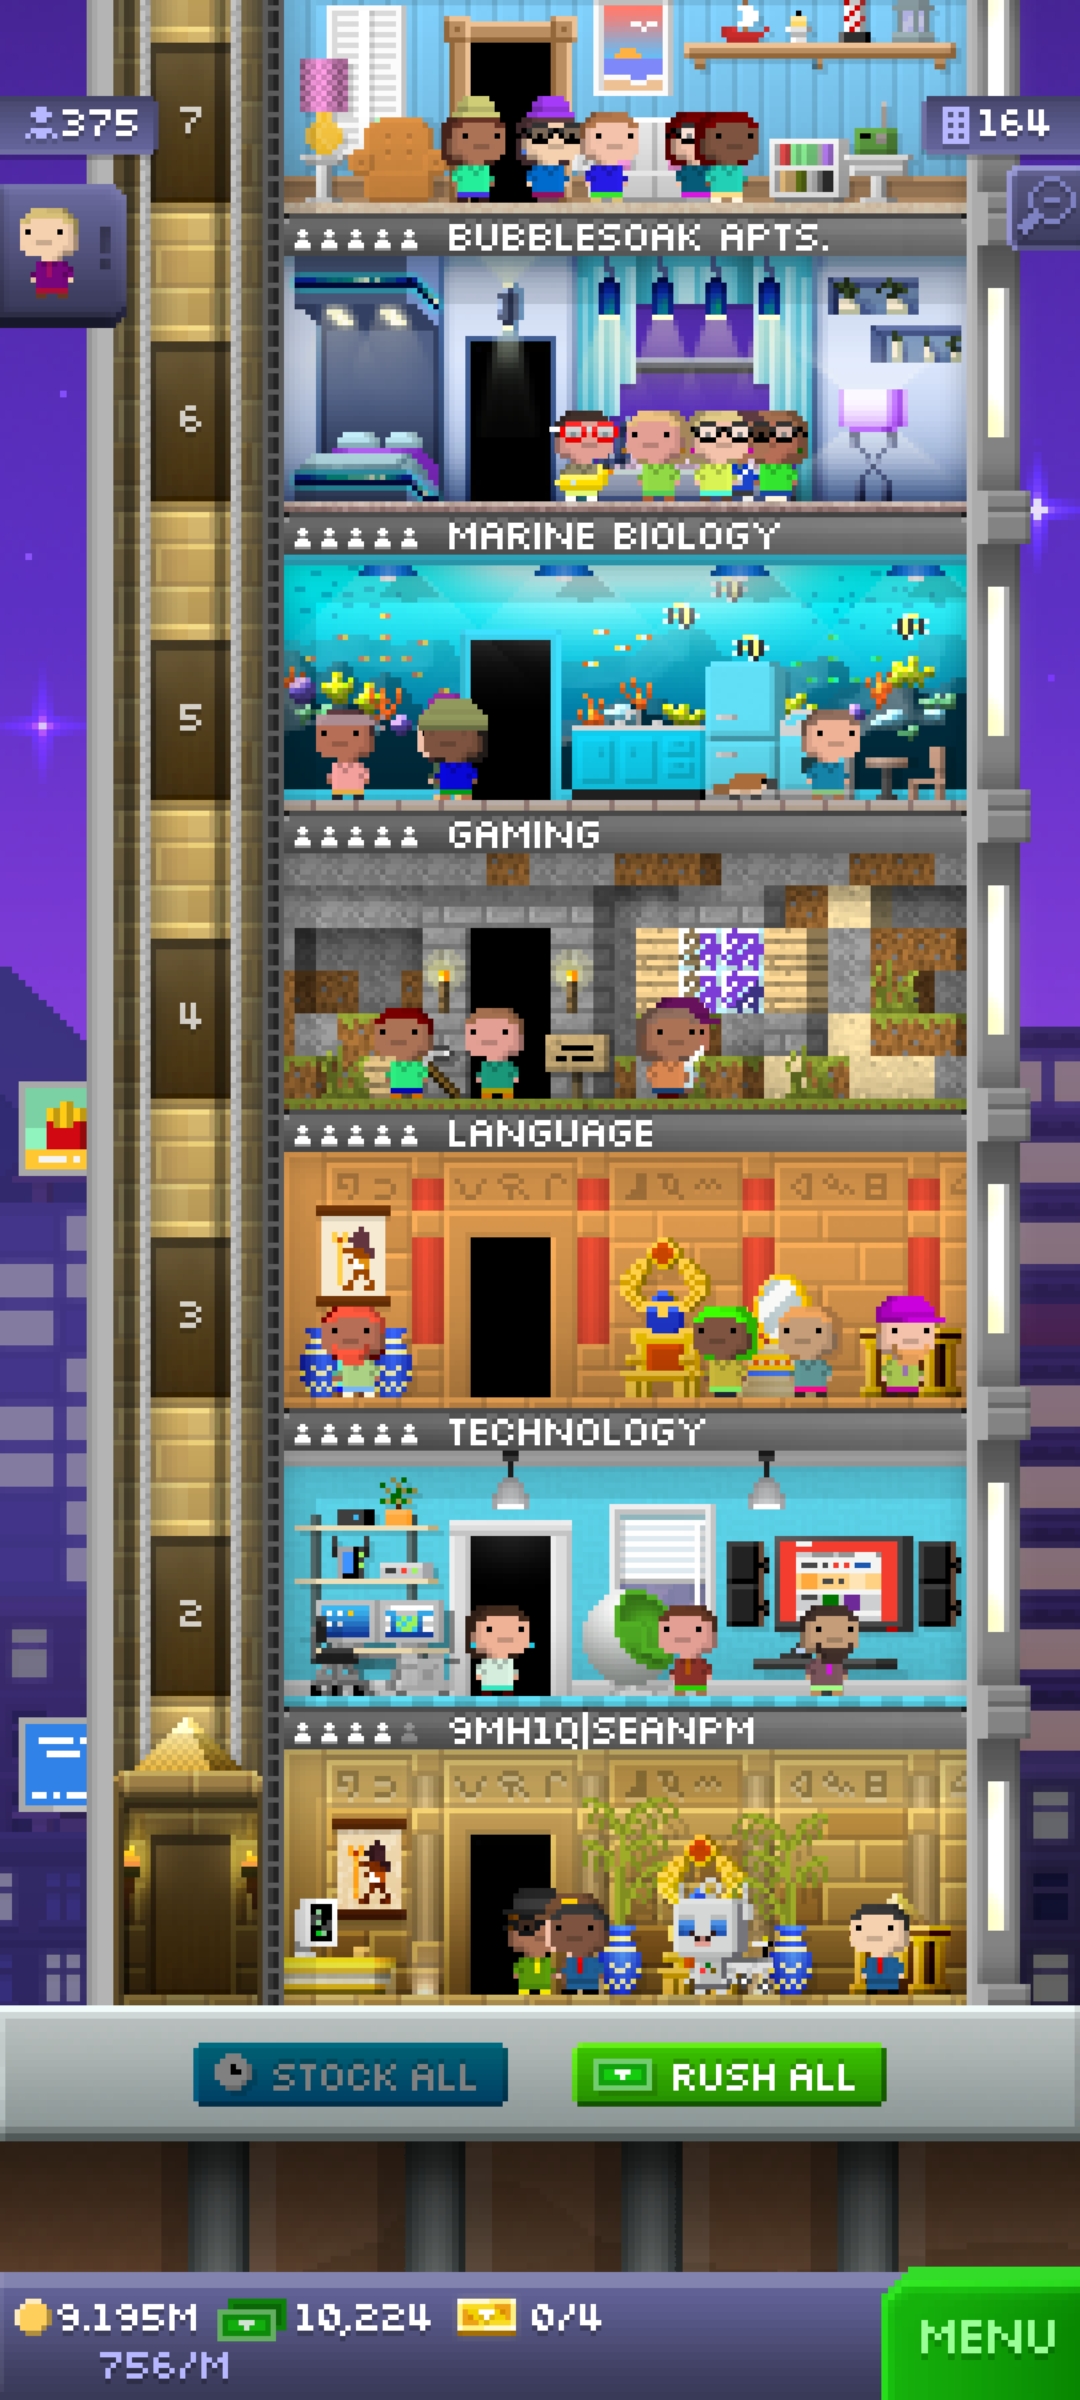 7
375
164
BUBBLESOAK APTS.
6
MARINE BIOLOGY
5
GAMING
4
LANGUAGE
3
TECHNOLOGY
2
9MH1Q|SEANPM
STOCK ALL
RUSH ALL
9.195M 10,224 0/4
756/M
MENU